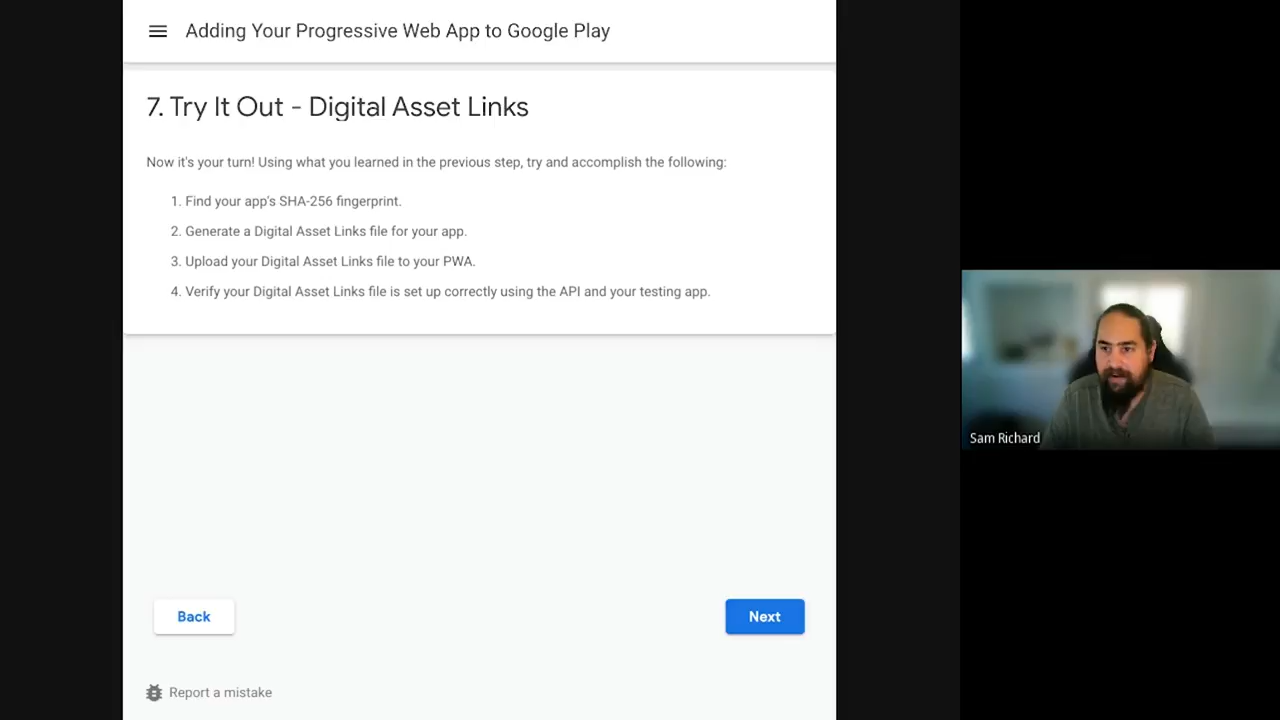 Adding Your Progressive Web App to Google Play
7. Try It Out - Digital Asset Links
Now it's your turn! Using what you learned in the previous step, try and accomplish the following:
1. Find your app's SHA-256 fingerprint.
2. Generate a Digital Asset Links file for your app.
3. Upload your Digital Asset Links file to your PWA.
4. Verify your Digital Asset Links file is set up correctly using the API and your testing app.
Sam Richard
Back
Next
Report a mistake